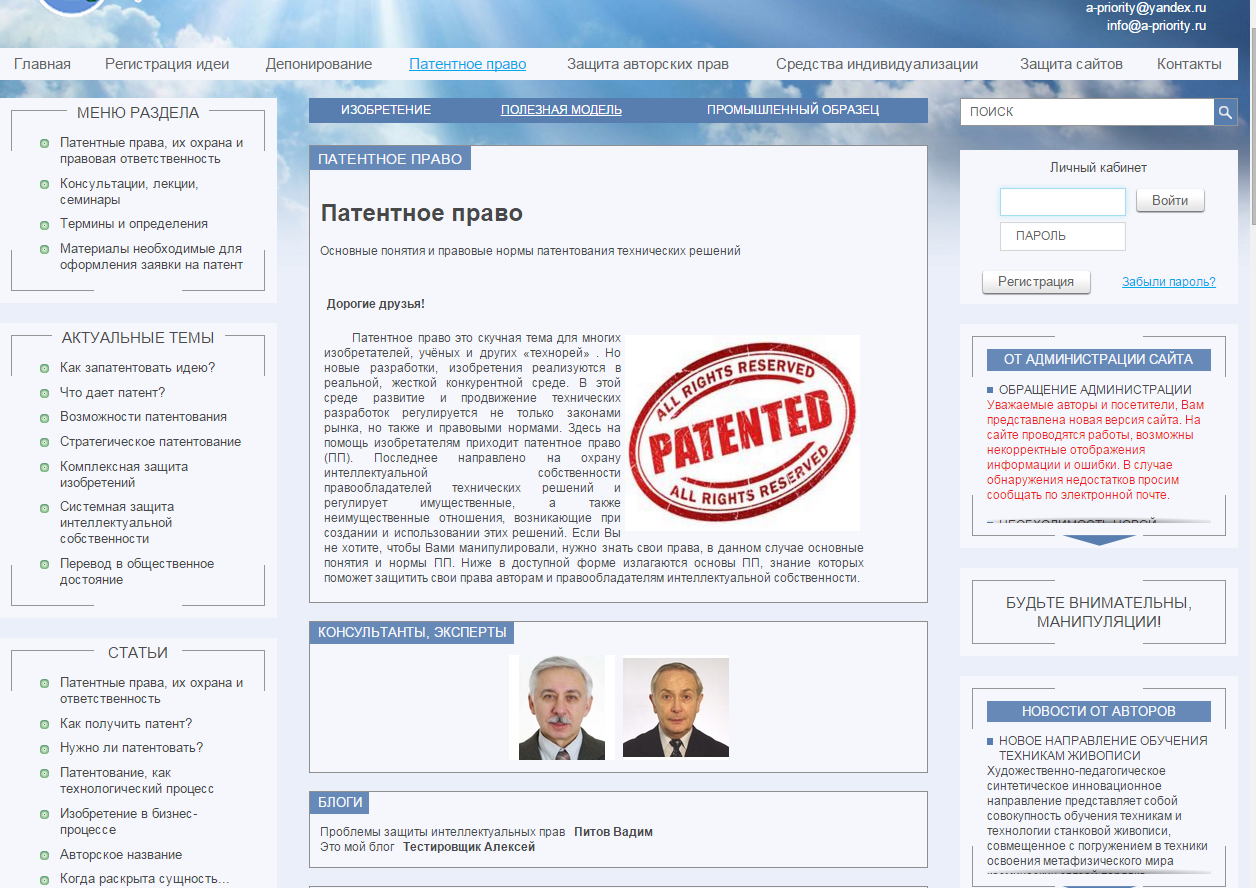 a-priority@yandex.ru
info@a-priority.ru
Главная Регистрация идеи Депонирование Патентное право Защита авторских прав Средства индивидуализации Защита сайтов Контакты
МЕНЮ РАЗДЕЛА
Патентные права, их охрана и
правовая ответственность
Консультации, лекции,
семинары
Термины и определения
Материалы необходимые для
оформления заявки на патент
АКТУАЛЬНЫЕ ТЕМЫ
Как запатентовать идею?
Что дает патент?
Возможности патентования
Стратегическое патентование
Комплексная защита
изобретений
Системная защита
интеллектуальной
собственности
Перевод в общественное
достояние
СТАТЬИ
Патентные права, их охрана и
ответственность
Как получить патент?
Нужно ли патентовать?
Патентование, как
технологический процесс
Изобретение в бизнес-
процессе
Авторское название
Когда раскрыта сущность...
ИЗОБРЕТЕНИЕ ПОЛЕЗНАЯ МОДЕЛЬ ПРОМЫШЛЕННЫЙ ОБРАЗЕЦ
ПАТЕНТНОЕ ПРАВО
Патентное право
Основные понятия и правовые нормы патентования технических решений
Дорогие друзья!
Патентное право это скучная тема для многих
изобретателей, учёных и других «технорей» . Но
новые разработки, изобретения реализуются в
реальной, жесткой конкурентной среде. В этой
среде развитие и продвижение технических
разработок регулируется не только законами
рынка, но также и правовыми нормами. Здесь на
помощь изобретателям приходит патентное право
(ПП). Последнее направлено на охрану
интеллектуальной собственности
правообладателей технических решений и
регулирует имущественные, а также
неимущественные отношения, возникающие при
создании и использовании этих решений. Если Вы
не хотите, чтобы Вами манипулировали, нужно знать свои права, в данном случае основные
понятия и нормы ПП. Ниже в доступной форме излагаются основы ПП, знание которых
поможет защитить свои права авторам и правообладателям интеллектуальной собственности.
ALL RIGHTS RESERVED
PATENTED
ALL RIGHTS RESERVED
КОНСУЛЬТАНТЫ, ЭКСПЕРТЫ
БЛОГИ
Проблемы защиты интеллектуальных прав Питов Вадим
Это мой блог Тестировщик Алексей
ПОИСК
Личный кабинет
Войти
ПАРОЛЬ
Регистрация Забыли пароль?
ОТ АДМИНИСТРАЦИИ САЙТА
ОБРАЩЕНИЕ АДМИНИСТРАЦИИ
Уважаемые авторы и посетители, Вам
представлена новая версия сайта. На
сайте проводятся работы, возможны
некорректные отображения
информации и ошибки. В случае
обнаружения недостатков просим
сообщать по электронной почте.
НЕОБХОДИМОСТЬ НОВОЙ
БУДЬТЕ ВНИМАТЕЛЬНЫ,
МАНИПУЛЯЦИИ!
НОВОСТИ ОТ АВТОРОВ
НОВОЕ НАПРАВЛЕНИЕ ОБУЧЕНИЯ
ТЕХНИКАМ ЖИВОПИСИ
Художественно-педагогическое
синтетическое инновационное
направление представляет собой
совокупность обучения техникам и
технологии станковой живописи,
совмещенное с погружением в техники
освоения метафизического мира